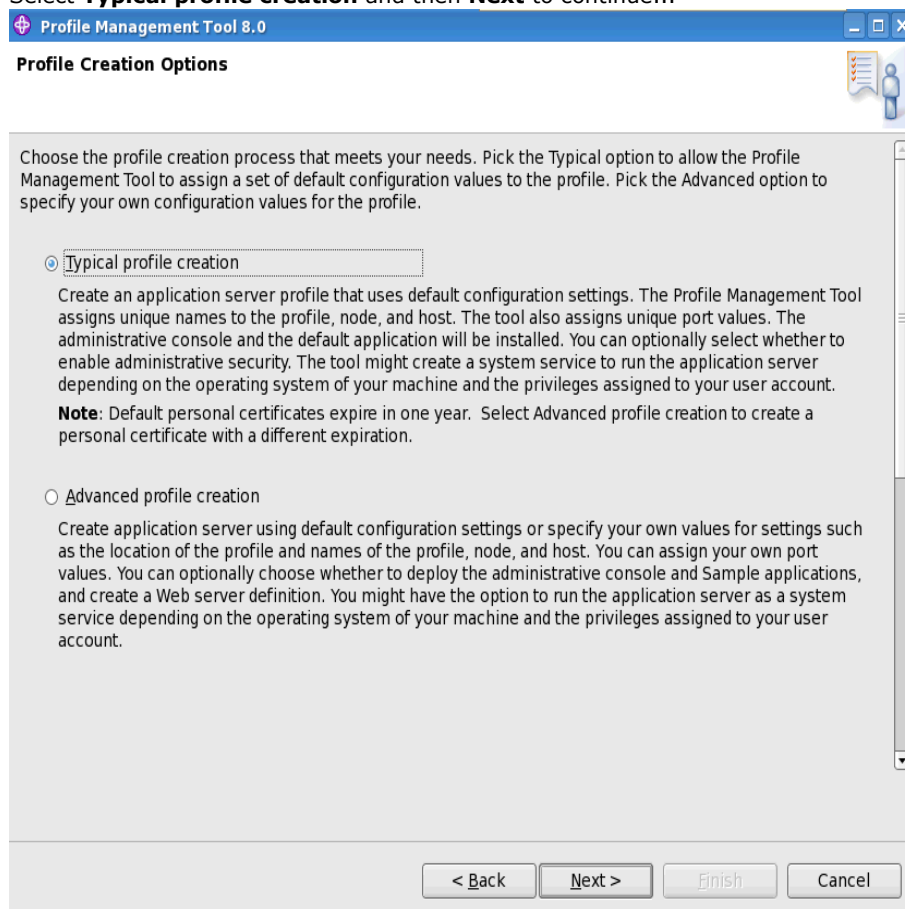 Select Typical profile creation and then Next to continue...
Profile Management Tool 8.0
Profile Creation Options
Choose the profile creation process that meets your needs. Pick the Typical option to allow the Profile
Management Tool to assign a set of default configuration values to the profile. Pick the Advanced option to
specify your own configuration values for the profile.
Typical profile creation
Create an application server profile that uses default configuration settings. The Profile Management Tool
assigns unique names to the profile, node, and host. The tool also assigns unique port values. The
administrative console and the default application will be installed. You can optionally select whether to
enable administrative security. The tool might create a system service to run the application server
depending on the operating system of your machine and the privileges assigned to your user account.
Note: Default personal certificates expire in one year. Select Advanced profile creation to create a
personal certificate with a different expiration.
Advanced profile creation
Create application server using default configuration settings or specify your own values for settings such
as the location of the profile and names of the profile, node, and host. You can assign your own port
values. You can optionally choose whether to deploy the administrative console and Sample applications,
and create a Web server definition. You might have the option to run the application server as a system
service depending on the operating system of your machine and the privileges assigned to your user
account.
< Back Next > Finish Cancel